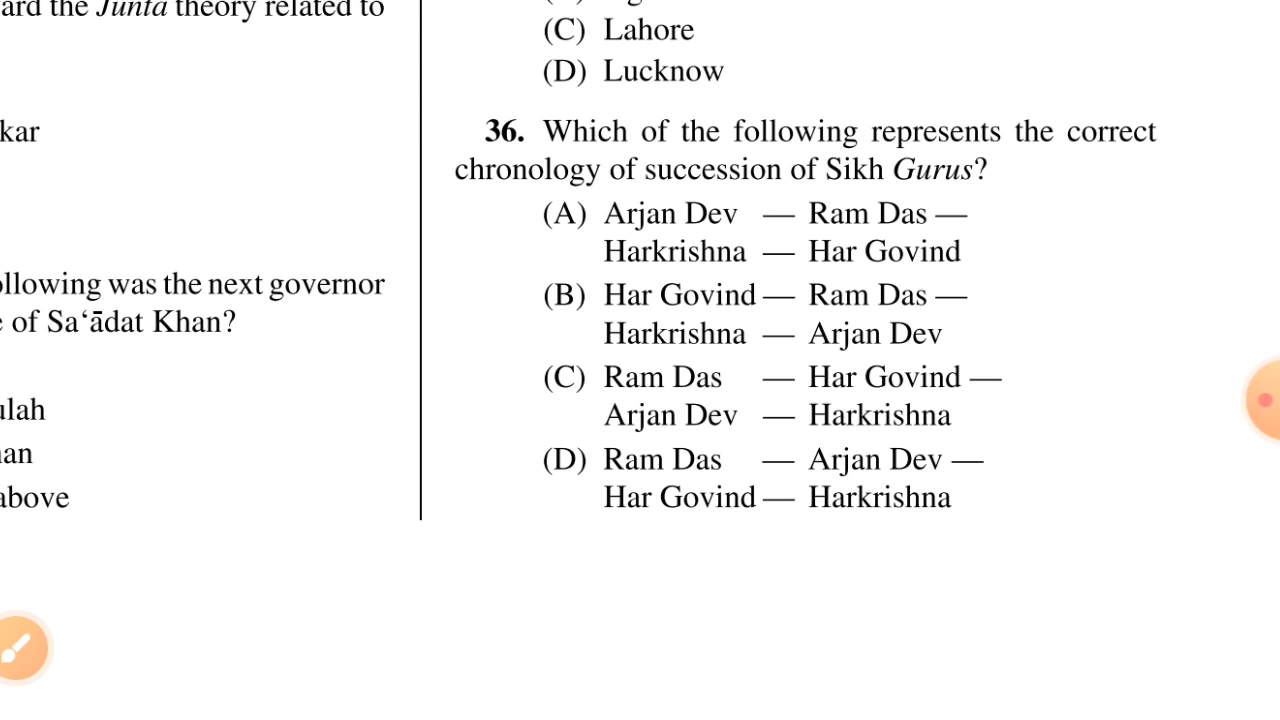 ard the Junta theory related to
kar
ollowing was the next governor
of Sa‘ādat Khan?
ulah
nan
above
(C) Lahore
(D) Lucknow
36. Which of the following represents the correct
chronology of succession of Sikh Gurus?
(A) Arjan Dev — Ram Das —
Harkrishna — Har Govind
(B) Har Govind — Ram Das —
Harkrishna — Arjan Dev
(C) Ram Das — Har Govind —
Arjan Dev — Harkrishna
(D) Ram Das — Arjan Dev —
Har Govind — Harkrishna